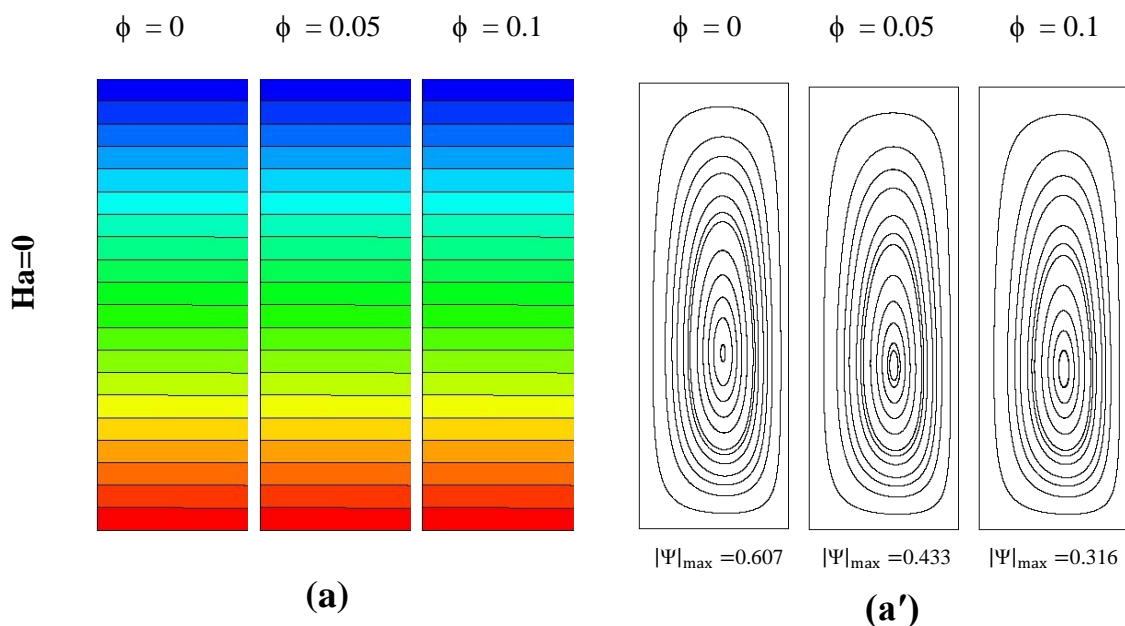 ϕ = 0
ϕ = 0.05
ϕ = 0.1
ϕ = 0
ϕ = 0.05
ϕ = 0.1
Ha=0
|Ψ|max =0.607
|Ψ|max =0.433
|Ψ|max =0.316
(a)
(a′)